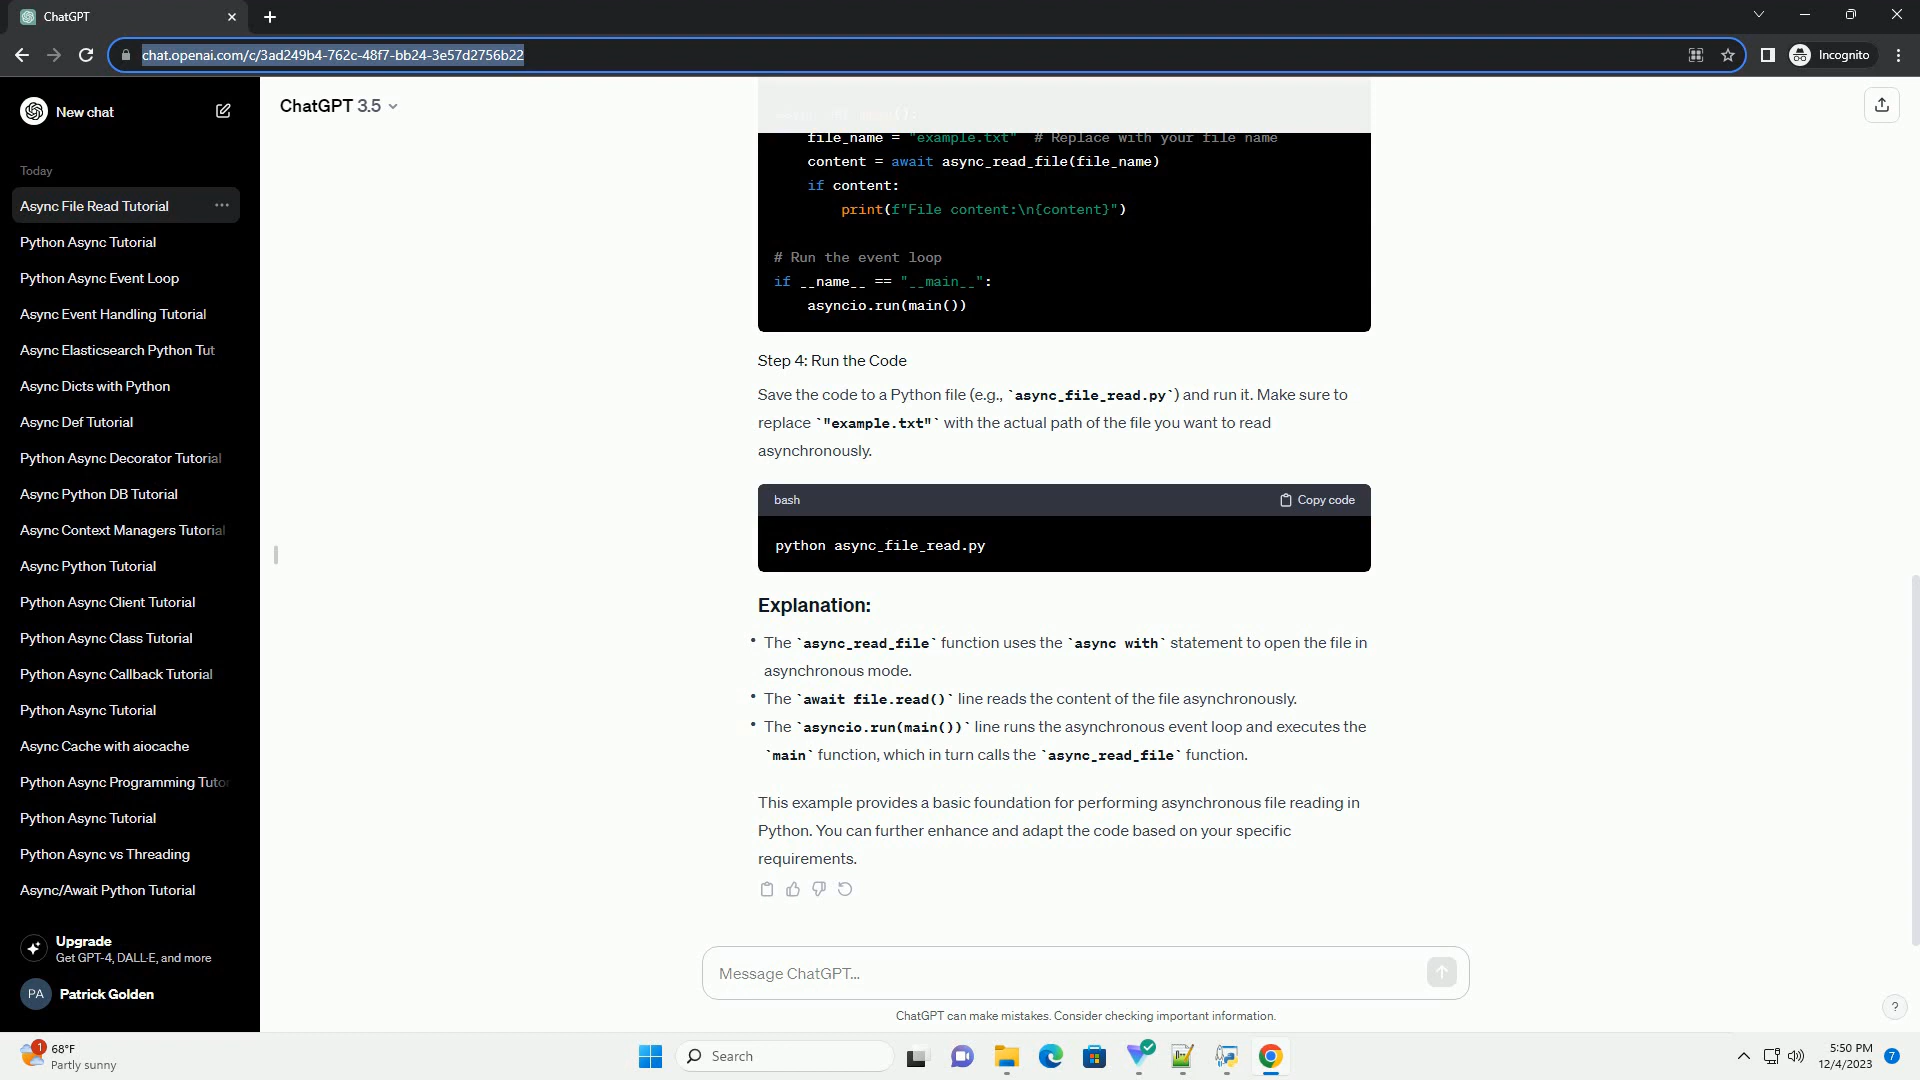 ChatGPT
chat.openai.com/c/3ad249b4-762c-48f7-bb24-3e57d2756b22
Incognito
New chat
ChatGPT 3.5
Today
Async File Read Tutorial
Python Async Tutorial
Python Async Event Loop
Async Event Handling Tutorial
Async Elasticsearch Python Tut
Async Dicts with Python
Async Def Tutorial
Python Async Decorator Tutorial
Async Python DB Tutorial
Async Context Managers Tutorial
Async Python Tutorial
Python Async Client Tutorial
Python Async Class Tutorial
Python Async Callback Tutorial
Python Async Tutorial
Async Cache with aiocache
Python Async Programming Tuto
Python Async Tutorial
Python Async vs Threading
Async/Await Python Tutorial
Upgrade
Get GPT-4, DALL·E, and more
PA
Patrick Golden
file_name = "example.txt"  # Replace with your file name
content = await async_read_file(file_name)
if content:
print(f"File content:\n{content}")
# Run the event loop
if __name__ == "__main__":
asyncio.run(main())
Step 4: Run the Code
Save the code to a Python file (e.g., `async_file_read.py`) and run it. Make sure to
replace `"example.txt"` with the actual path of the file you want to read
asynchronously.
bash
Copy code
python async_file_read.py
Explanation:
• The `async_read_file` function uses the `async with` statement to open the file in
asynchronous mode.
• The `await file.read()` line reads the content of the file asynchronously.
• The `asyncio.run(main())` line runs the asynchronous event loop and executes the
`main` function, which in turn calls the `async_read_file` function.
This example provides a basic foundation for performing asynchronous file reading in
Python. You can further enhance and adapt the code based on your specific
requirements.
Message ChatGPT...
ChatGPT can make mistakes. Consider checking important information.
?
1
68°F
Partly sunny
Search
5:50 PM
12/4/2023
7